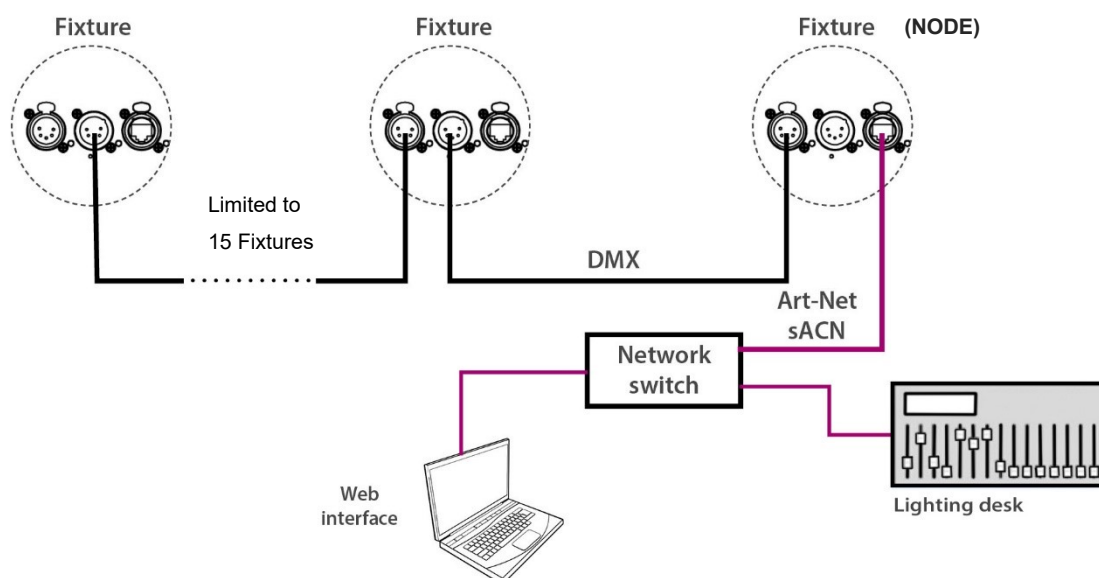 Fixture
Fixture
Fixture (NODE)
Limited to
15 Fixtures
DMX
Art-Net
sACN
Network
switch
Web
interface
Lighting desk